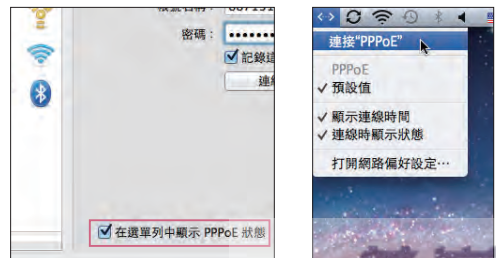 密碼：
記錄
在選單列中顯示 PPPoE 狀態
連接“PPPoE”
PPPoE
✓ 預設值
✓ 顯示連線時間
✓ 連線時顯示狀態
打開網路偏好設定⋯